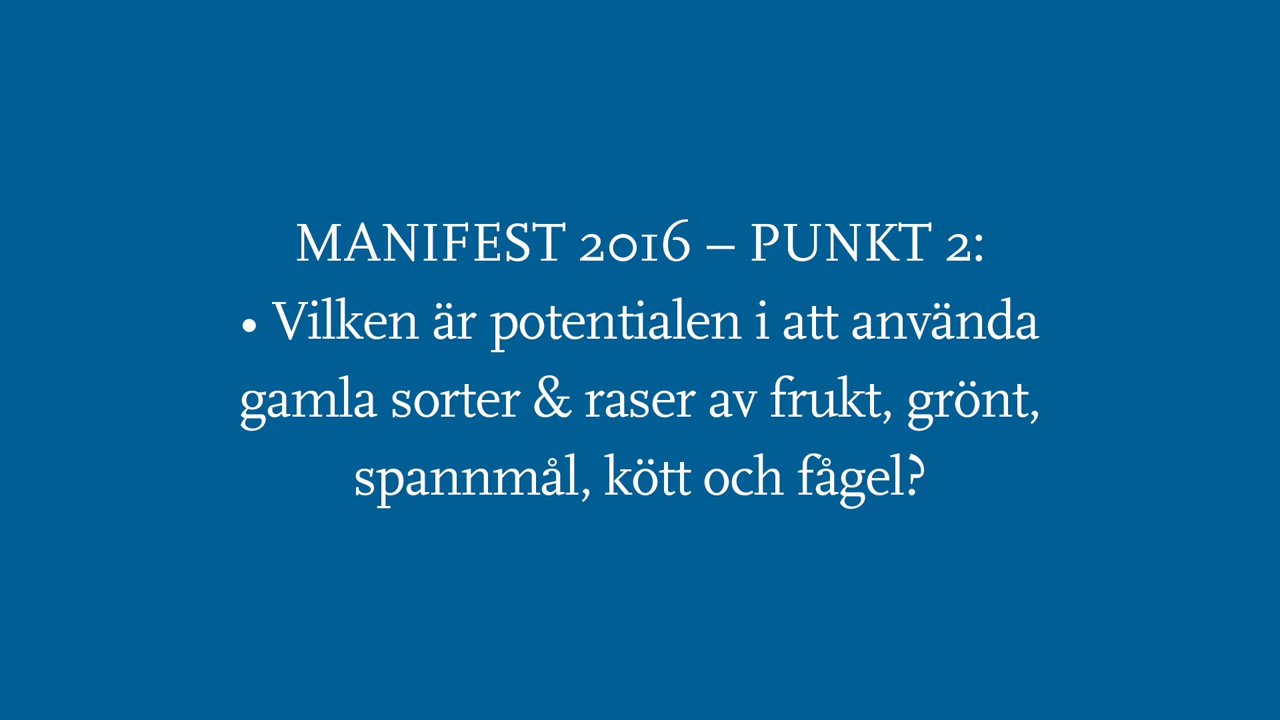 MANIFEST 2016 – PUNKT 2:
• Vilken är potentialen i att använda
gamla sorter & raser av frukt, grönt,
spannmål, kött och fågel?